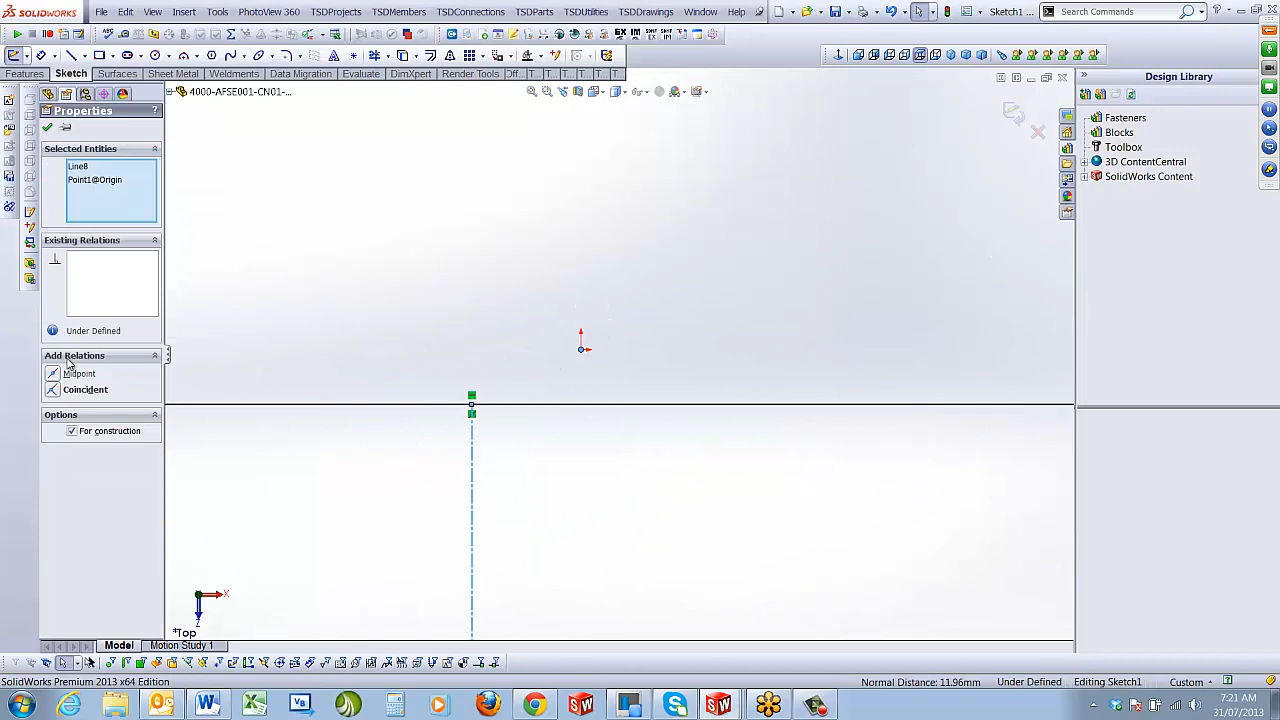 SOLIDWORKS File Edit View Insert Tools PhotoView 360 TSDProjects TSDMembers TSDConnections TSDParts TSDUtilities TSDDrawings Window Help Sketch1 ... Search Commands
Features Sketch Surfaces Sheet Metal Weldments Data Migration Evaluate DimXpert Render Tools Off... T... T... T... T...
4000-AFSE001-CN01-...
Properties ?
Selected Entities
Line8
Point1@Origin
Existing Relations
Under Defined
Add Relations
Midpoint
Coincident
Options
For construction
Design Library
Fasteners
Blocks
Toolbox
3D ContentCentral
SolidWorks Content
X
Z
*Top
Model Motion Study 1
SolidWorks Premium 2013 x64 Edition Normal Distance: 11.96mm Under Defined Editing Sketch1 Custom
7:21 AM
31/07/2013